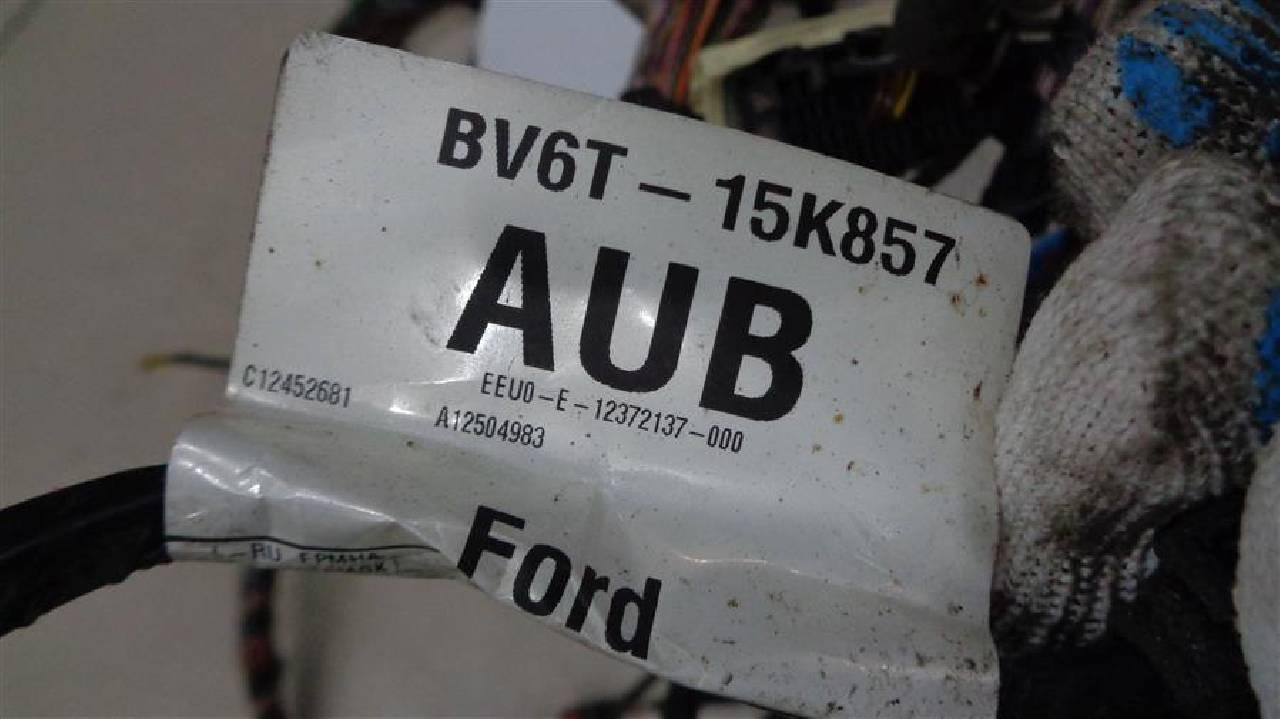 BV6T-15K857
AUB
EEU0-E-12372137-000
C12452681
A12504983
Ford